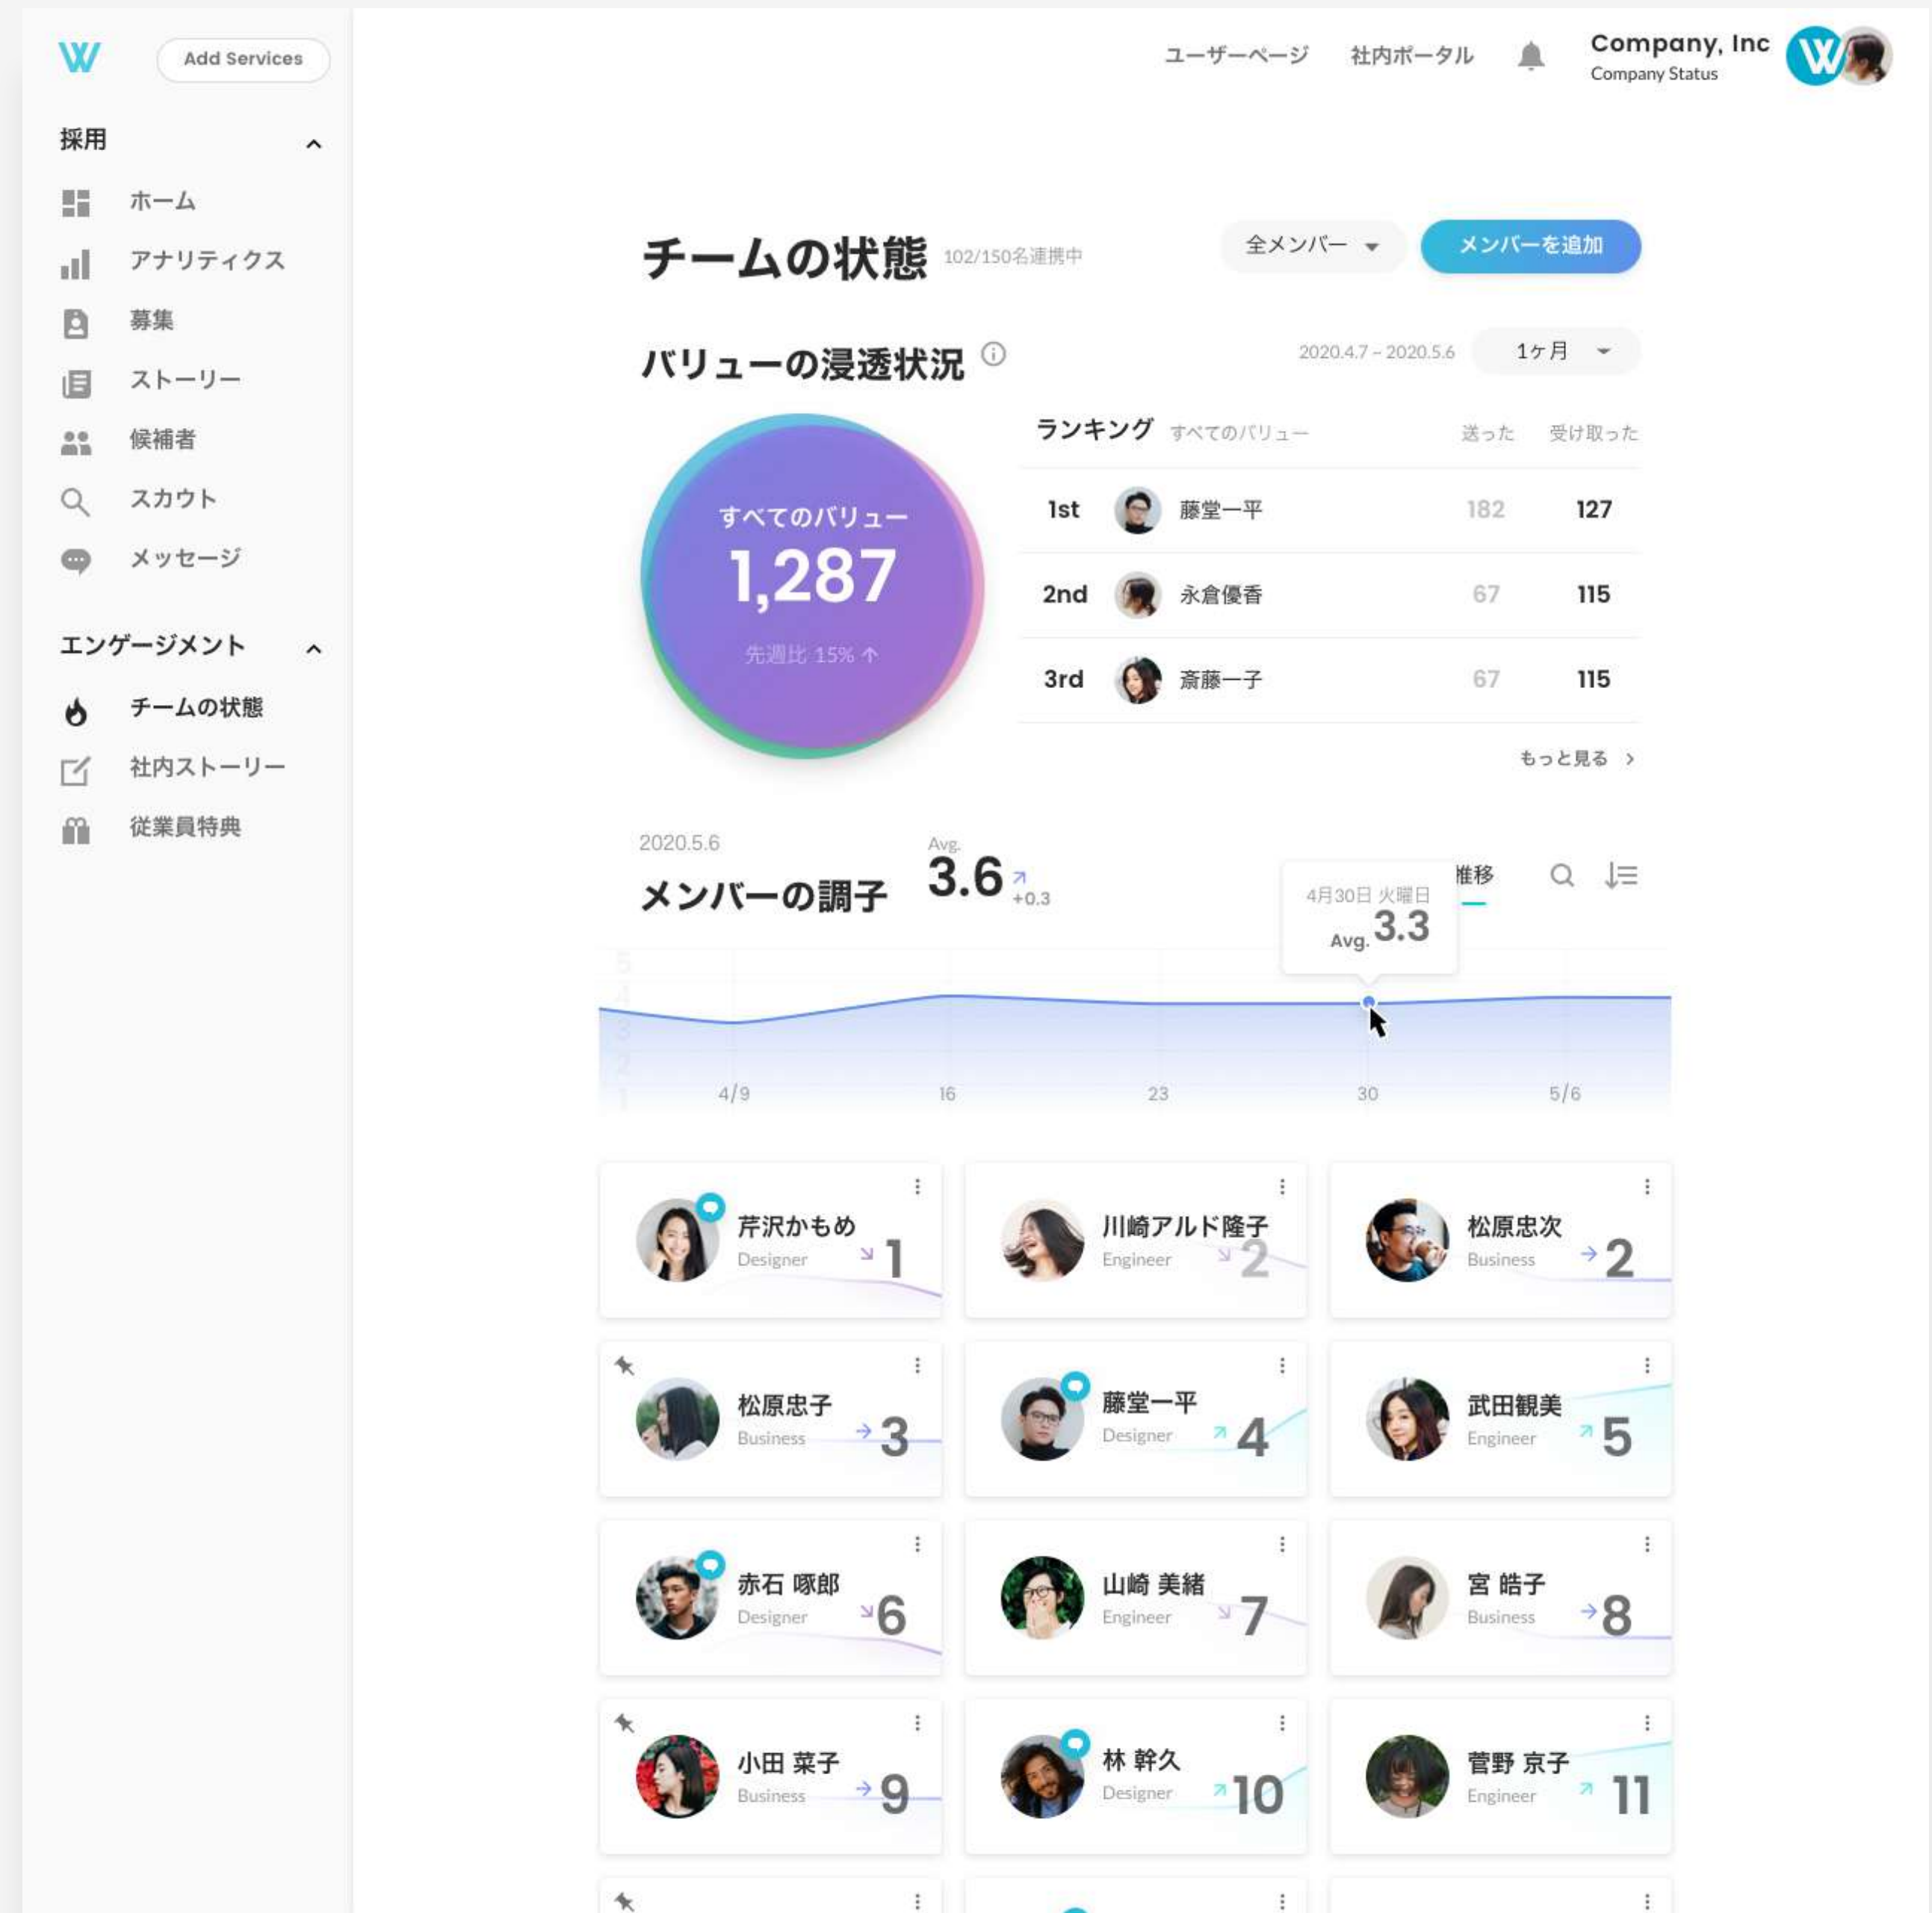 W
Add Services
採用
ホーム
アナリティクス
募集
ストーリー
候補者
スカウト
メッセージ
エンゲージメント
チームの状態
社内ストーリー
従業員特典
ユーザーページ
社内ポータル
Company, Inc
Company Status
W
チームの状態 102/150名連携中
全メンバー
メンバーを追加
バリューの浸透状況
2020.4.7 ~ 2020.5.6
1ヶ月
すべてのバリュー
1,287
先週比 15% ↑
ランキング すべてのバリュー 送った 受け取った
1st 藤堂一平 182 127
2nd 永倉優香 67 115
3rd 斎藤一子 67 115
もっと見る
2020.5.6
メンバーの調子
Avg.
3.6
+0.3
推移
4月30日 火曜日
Avg. 3.3
5
4
3
2
1
4/9 16 23 30 5/6
芹沢かもめ
Designer
1
川崎アルド隆子
Engineer
2
松原忠次
Business
2
松原忠子
Business
3
藤堂一平
Designer
4
武田観美
Engineer
5
赤石 啄郎
Designer
6
山崎 美緒
Engineer
7
宮 皓子
Business
8
小田 菜子
Business
9
林 幹久
Designer
10
菅野 京子
Engineer
11